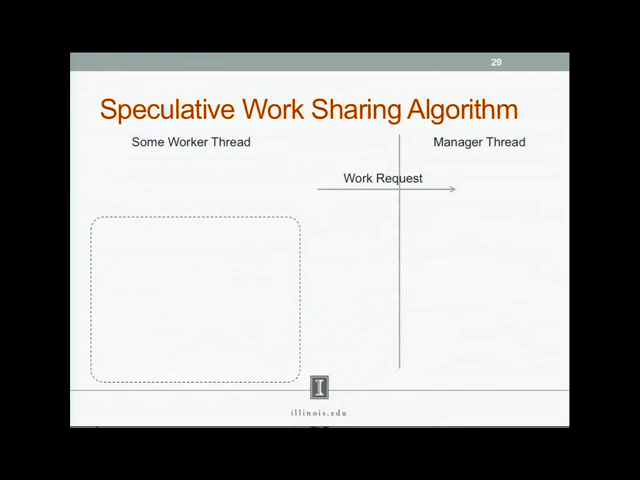 29
Speculative Work Sharing Algorithm
Some Worker Thread
Manager Thread
Work Request
I
illinois.edu